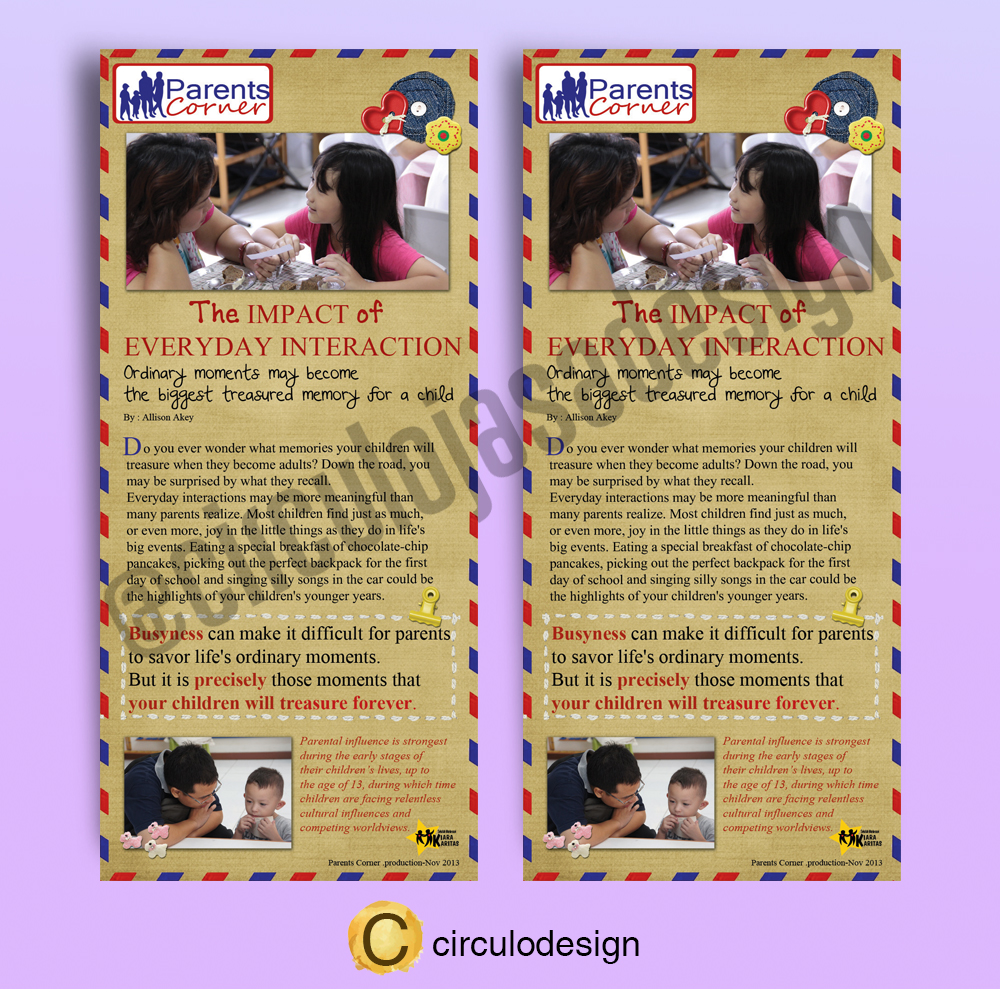 Parents
Corner
The IMPACT of
EVERYDAY INTERACTION
Ordinary moments may become
the biggest treasured memory for a child
By : Allison Akey
Do you ever wonder what memories your children will
treasure when they become adults? Down the road, you
may be surprised by what they recall.
Everyday interactions may be more meaningful than
many parents realize. Most children find just as much,
or even more, joy in the little things as they do in life's
big events. Eating a special breakfast of chocolate-chip
pancakes, picking out the perfect backpack for the first
day of school and singing silly songs in the car could be
the highlights of your children's younger years.
Busyness can make it difficult for parents
to savor life's ordinary moments.
But it is precisely those moments that
your children will treasure forever.
Parental influence is strongest
during the early stages of
their children's lives, up to
the age of 13, during which time
children are facing relentless
cultural influences and
competing worldviews.
KIARA
KARITAS
Parents Corner .production-Nov 2013
Parents
Corner
The IMPACT of
EVERYDAY INTERACTION
Ordinary moments may become
the biggest treasured memory for a child
By : Allison Akey
Do you ever wonder what memories your children will
treasure when they become adults? Down the road, you
may be surprised by what they recall.
Everyday interactions may be more meaningful than
many parents realize. Most children find just as much,
or even more, joy in the little things as they do in life's
big events. Eating a special breakfast of chocolate-chip
pancakes, picking out the perfect backpack for the first
day of school and singing silly songs in the car could be
the highlights of your children's younger years.
Busyness can make it difficult for parents
to savor life's ordinary moments.
But it is precisely those moments that
your children will treasure forever.
Parental influence is strongest
during the early stages of
their children's lives, up to
the age of 13, during which time
children are facing relentless
cultural influences and
competing worldviews.
KIARA
KARITAS
Parents Corner .production-Nov 2013
@circulojasadesign
C circulodesign